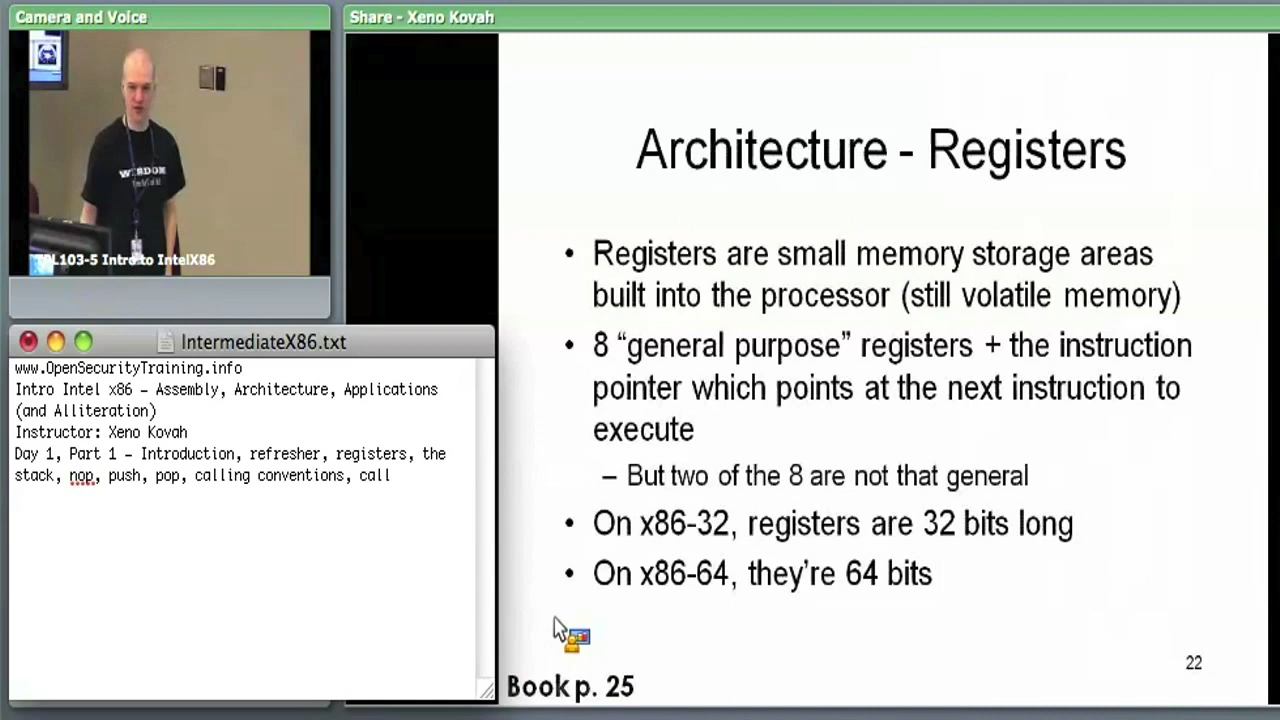 Camera and Voice
Intro to IntelX86
Share - Xeno Kovah
IntermediateX86.txt
www.OpenSecurityTraining.info
Intro Intel x86 – Assembly, Architecture, Applications
(and Alliteration)
Instructor: Xeno Kovah
Day 1, Part 1 – Introduction, refresher, registers, the
stack, nop, push, pop, calling conventions, call
Architecture - Registers
• Registers are small memory storage areas
built into the processor (still volatile memory)
• 8 “general purpose” registers + the instruction
pointer which points at the next instruction to
execute
– But two of the 8 are not that general
• On x86-32, registers are 32 bits long
• On x86-64, they’re 64 bits
22
Book p. 25